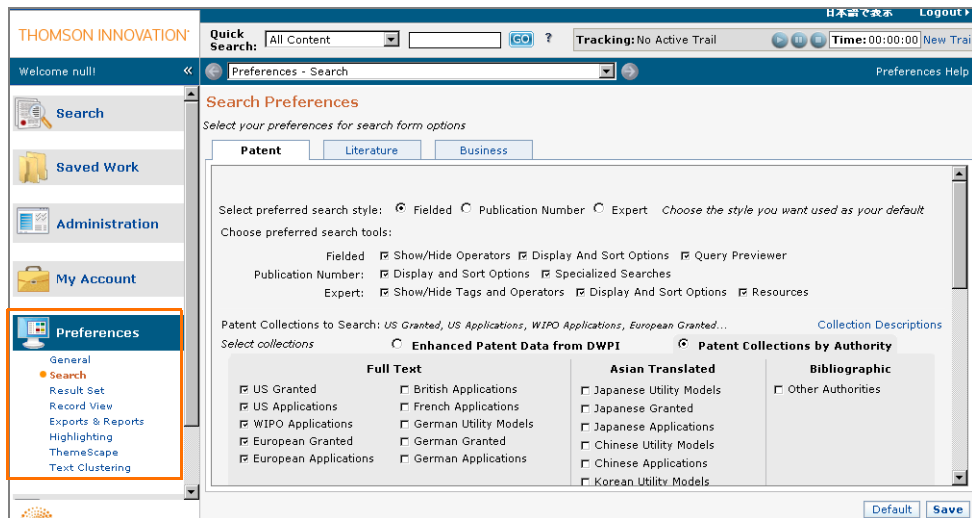 日本語で表示 Logout
THOMSON INNOVATION
Quick Search: All Content GO ? Tracking: No Active Trail Time: 00:00:00 New Trai
Welcome null! « Preferences - Search Preferences Help
Search
Saved Work
Administration
My Account
Preferences
General
Search
Result Set
Record View
Exports & Reports
Highlighting
ThemeScape
Text Clustering
Search Preferences
Select your preferences for search form options
Patent Literature Business
Select preferred search style: Fielded Publication Number Expert Choose the style you want used as your default
Choose preferred search tools:
Fielded Show/Hide Operators Display And Sort Options Query Previewer
Publication Number: Display and Sort Options Specialized Searches
Expert: Show/Hide Tags and Operators Display And Sort Options Resources
Patent Collections to Search: US Granted, US Applications, WIPO Applications, European Granted... Collection Descriptions
Select collections Enhanced Patent Data from DWPI Patent Collections by Authority
Full Text Asian Translated Bibliographic
US Granted British Applications Japanese Utility Models Other Authorities
US Applications French Applications Japanese Granted
WIPO Applications German Utility Models Japanese Applications
European Granted German Granted Chinese Utility Models
European Applications German Applications Chinese Applications
Korean Utility Models
Default Save